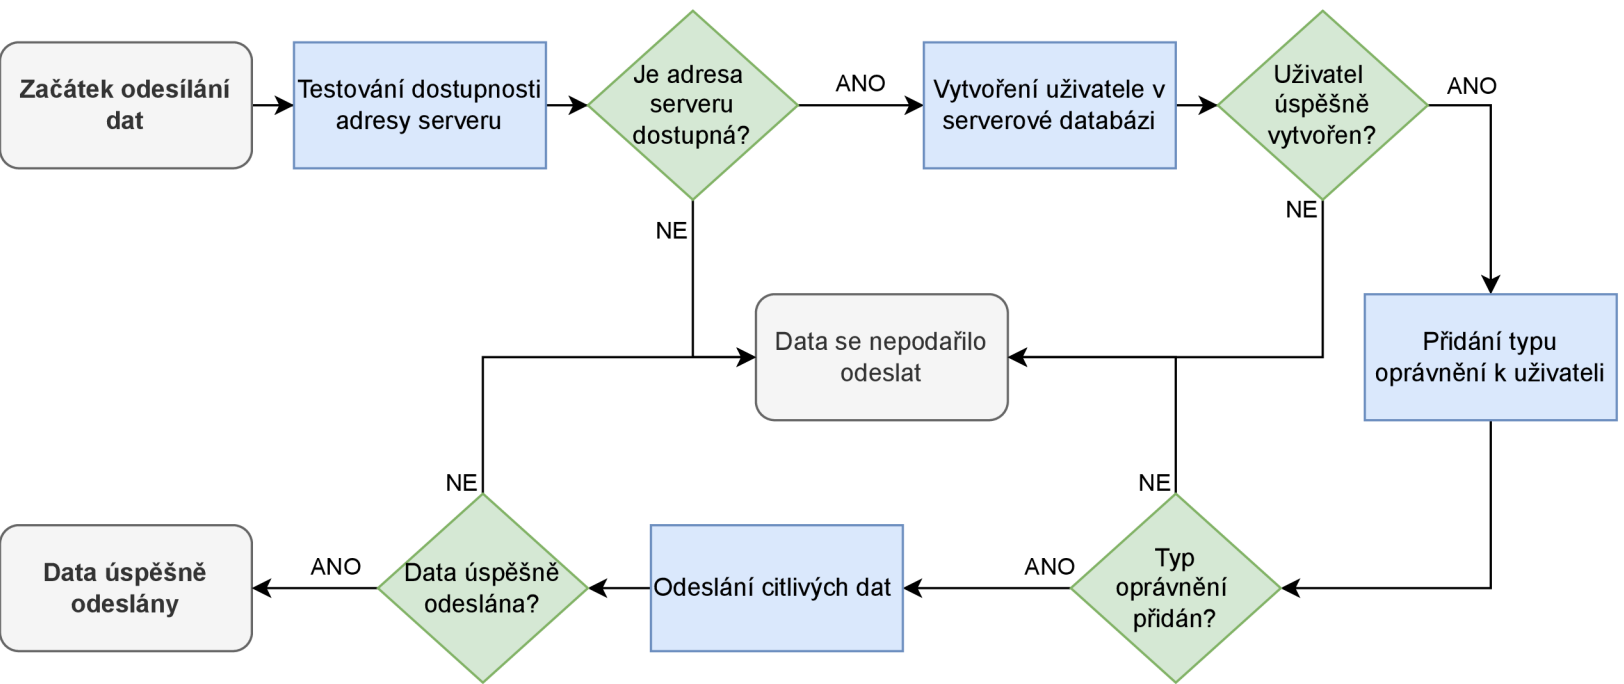 Začátek odesílání
dat
Testování dostupnosti
adresy serveru
Je adresa
serveru
dostupná?
ANO
Vytvoření uživatele v
serverové databázi
Uživatel
úspěšně
vytvořen?
ANO
NE
NE
Data se nepodařilo
odeslat
Přidání typu
oprávnění k uživateli
NE
NE
Data úspěšně
odeslány
ANO
Data úspěšně
odeslána?
Odeslání citlivých dat
ANO
Typ
oprávnění
přidán?